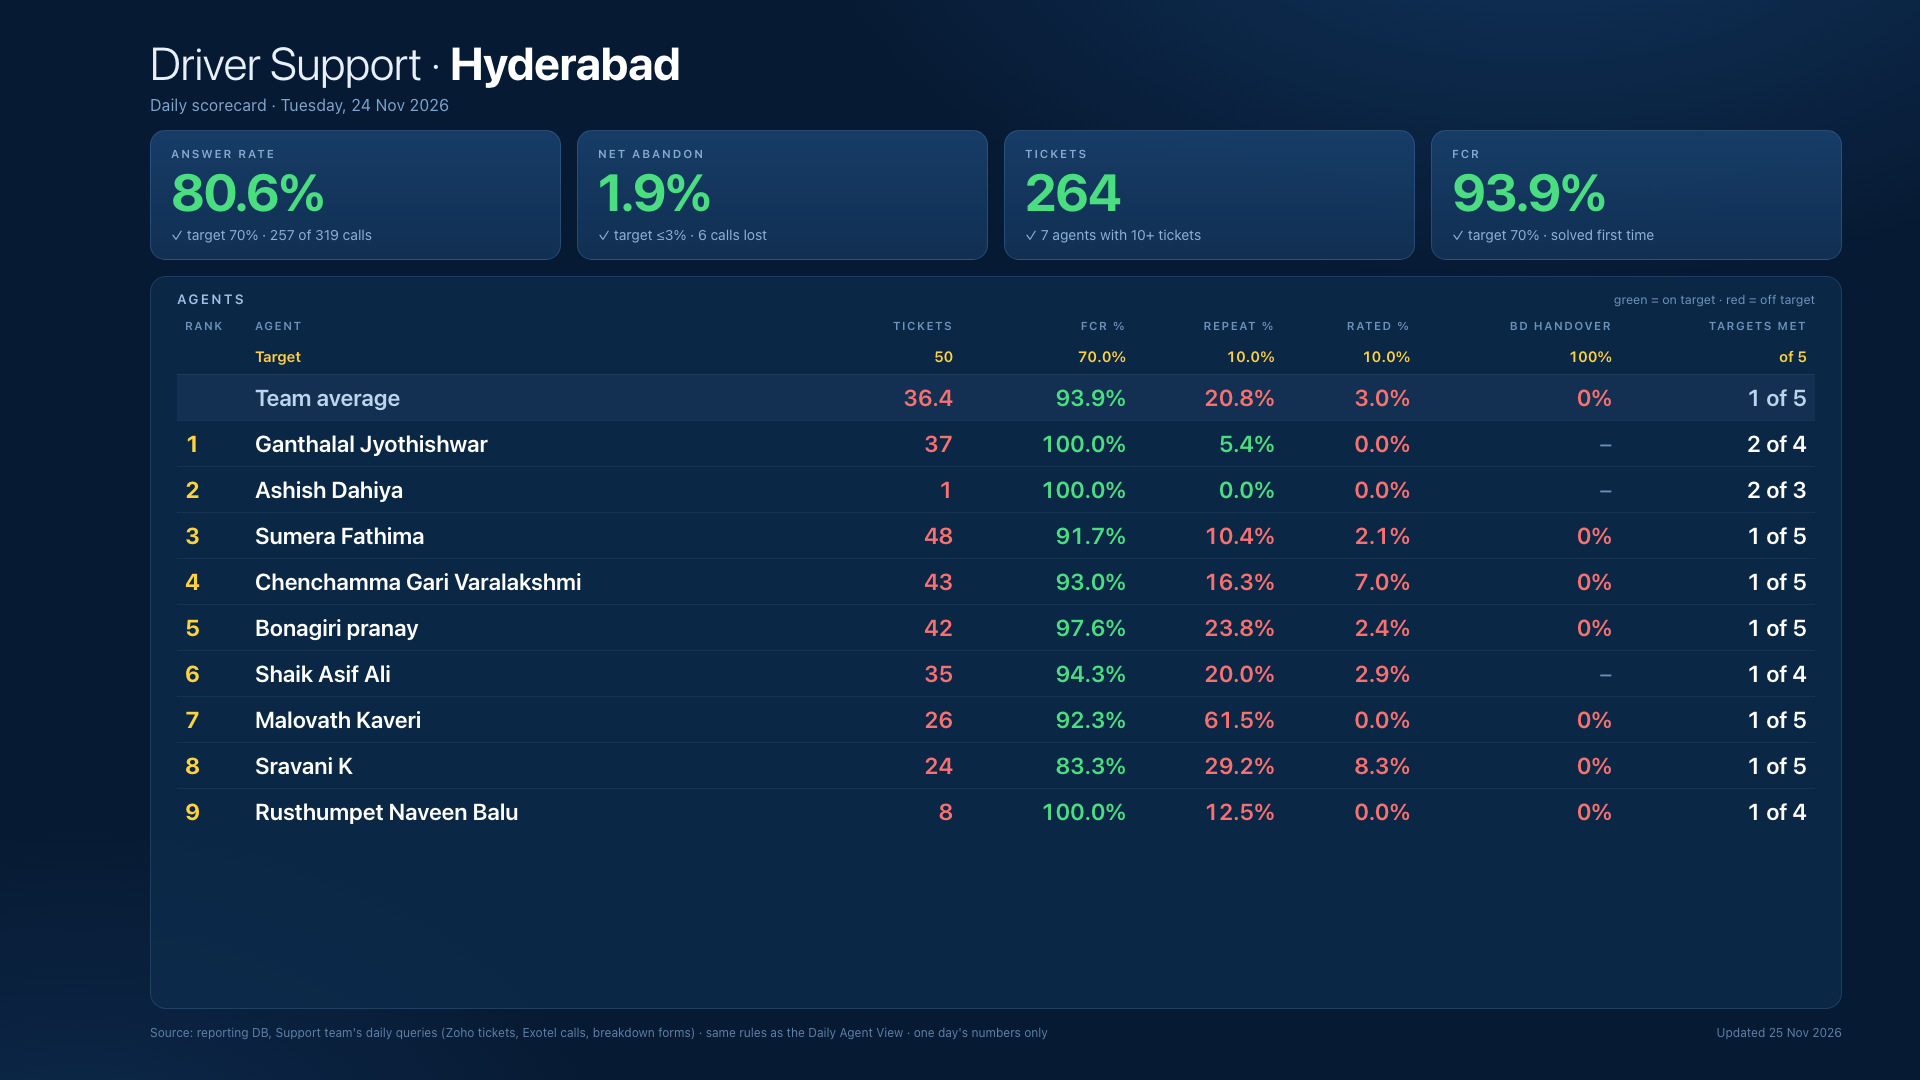 Driver Support · Hyderabad
Daily scorecard · Tuesday, 24 Nov 2026
ANSWER RATE
80.6%
✓ target 70% · 257 of 319 calls
NET ABANDON
1.9%
✓ target ≤3% · 6 calls lost
TICKETS
264
✓ 7 agents with 10+ tickets
FCR
93.9%
✓ target 70% · solved first time
AGENTS
green = on target · red = off target
RANK AGENT TICKETS FCR % REPEAT % RATED % BD HANDOVER TARGETS MET
Target 50 70.0% 10.0% 10.0% 100% of 5
Team average 36.4 93.9% 20.8% 3.0% 0% 1 of 5
1 Ganthalal Jyothishwar 37 100.0% 5.4% 0.0% – 2 of 4
2 Ashish Dahiya 1 100.0% 0.0% 0.0% – 2 of 3
3 Sumera Fathima 48 91.7% 10.4% 2.1% 0% 1 of 5
4 Chenchamma Gari Varalakshmi 43 93.0% 16.3% 7.0% 0% 1 of 5
5 Bonagiri pranay 42 97.6% 23.8% 2.4% 0% 1 of 5
6 Shaik Asif Ali 35 94.3% 20.0% 2.9% – 1 of 4
7 Malovath Kaveri 26 92.3% 61.5% 0.0% 0% 1 of 5
8 Sravani K 24 83.3% 29.2% 8.3% 0% 1 of 5
9 Rusthumpet Naveen Balu 8 100.0% 12.5% 0.0% 0% 1 of 4
Source: reporting DB, Support team's daily queries (Zoho tickets, Exotel calls, breakdown forms) · same rules as the Daily Agent View · one day's numbers only
Updated 25 Nov 2026